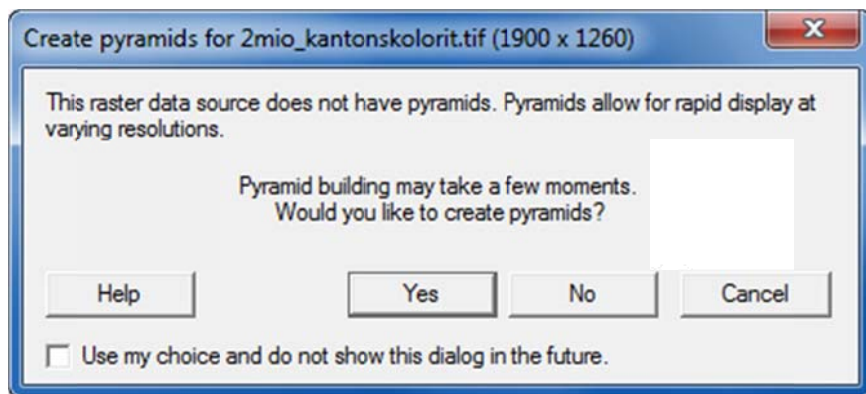 Create pyramids for 2mio_kantonskolorit.tif (1900 x 1260)
This raster data source does not have pyramids. Pyramids allow for rapid display at
varying resolutions.
Pyramid building may take a few moments.
Would you like to create pyramids?
Help Yes No Cancel
Use my choice and do not show this dialog in the future.